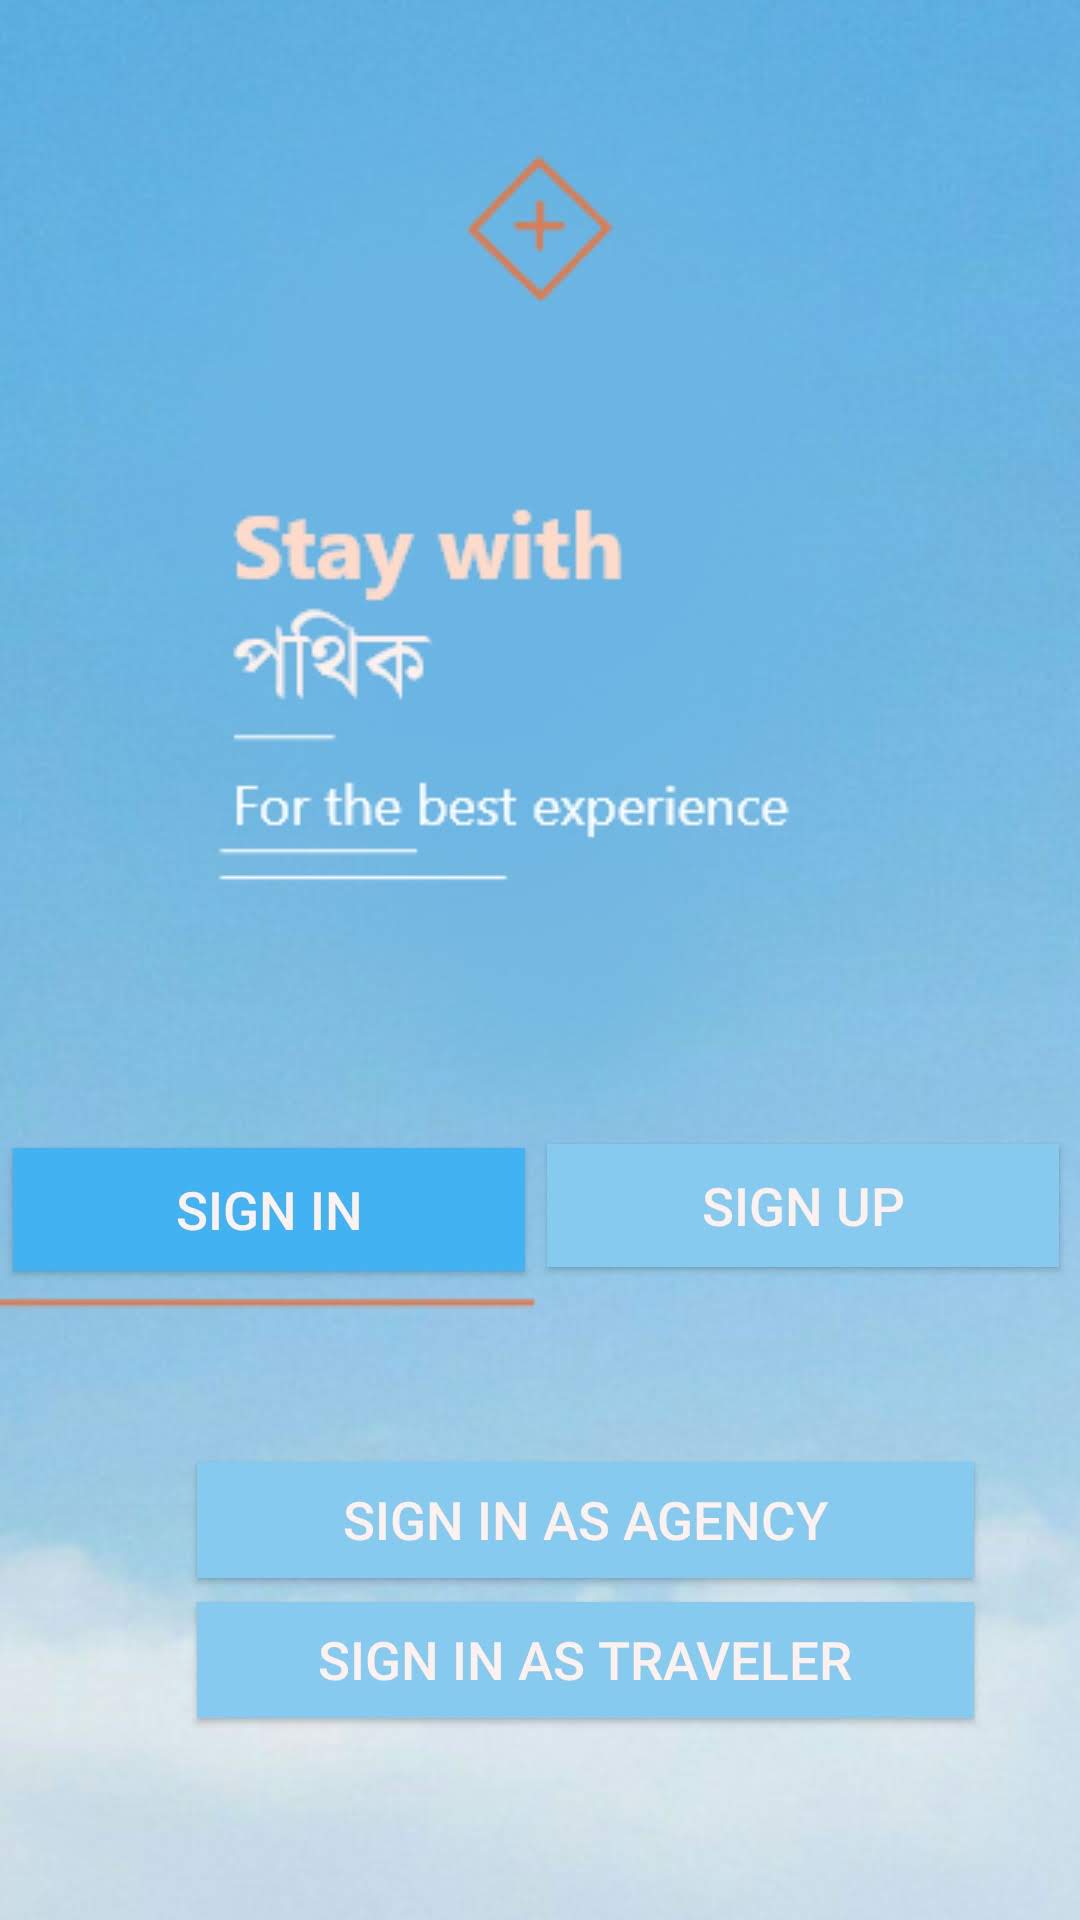 Stay with
পথিক
For the best experience
SIGN IN
SIGN UP
SIGN IN AS AGENCY
SIGN IN AS TRAVELER